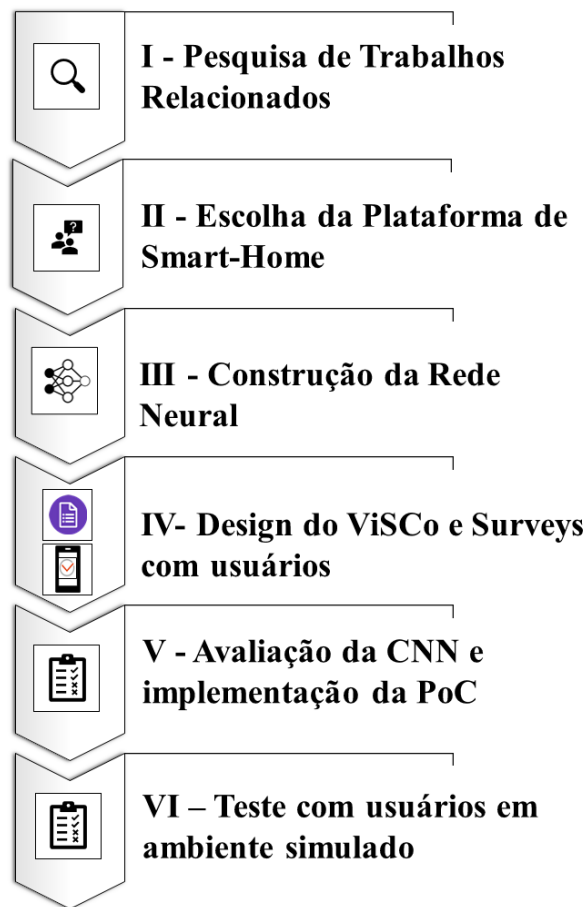 I - Pesquisa de Trabalhos
Relacionados
?
II - Escolha da Plataforma de
Smart-Home
III - Construção da Rede
Neural
IV- Design do ViSCo e Surveys
com usuários
V - Avaliação da CNN e
implementação da PoC
VI – Teste com usuários em
ambiente simulado